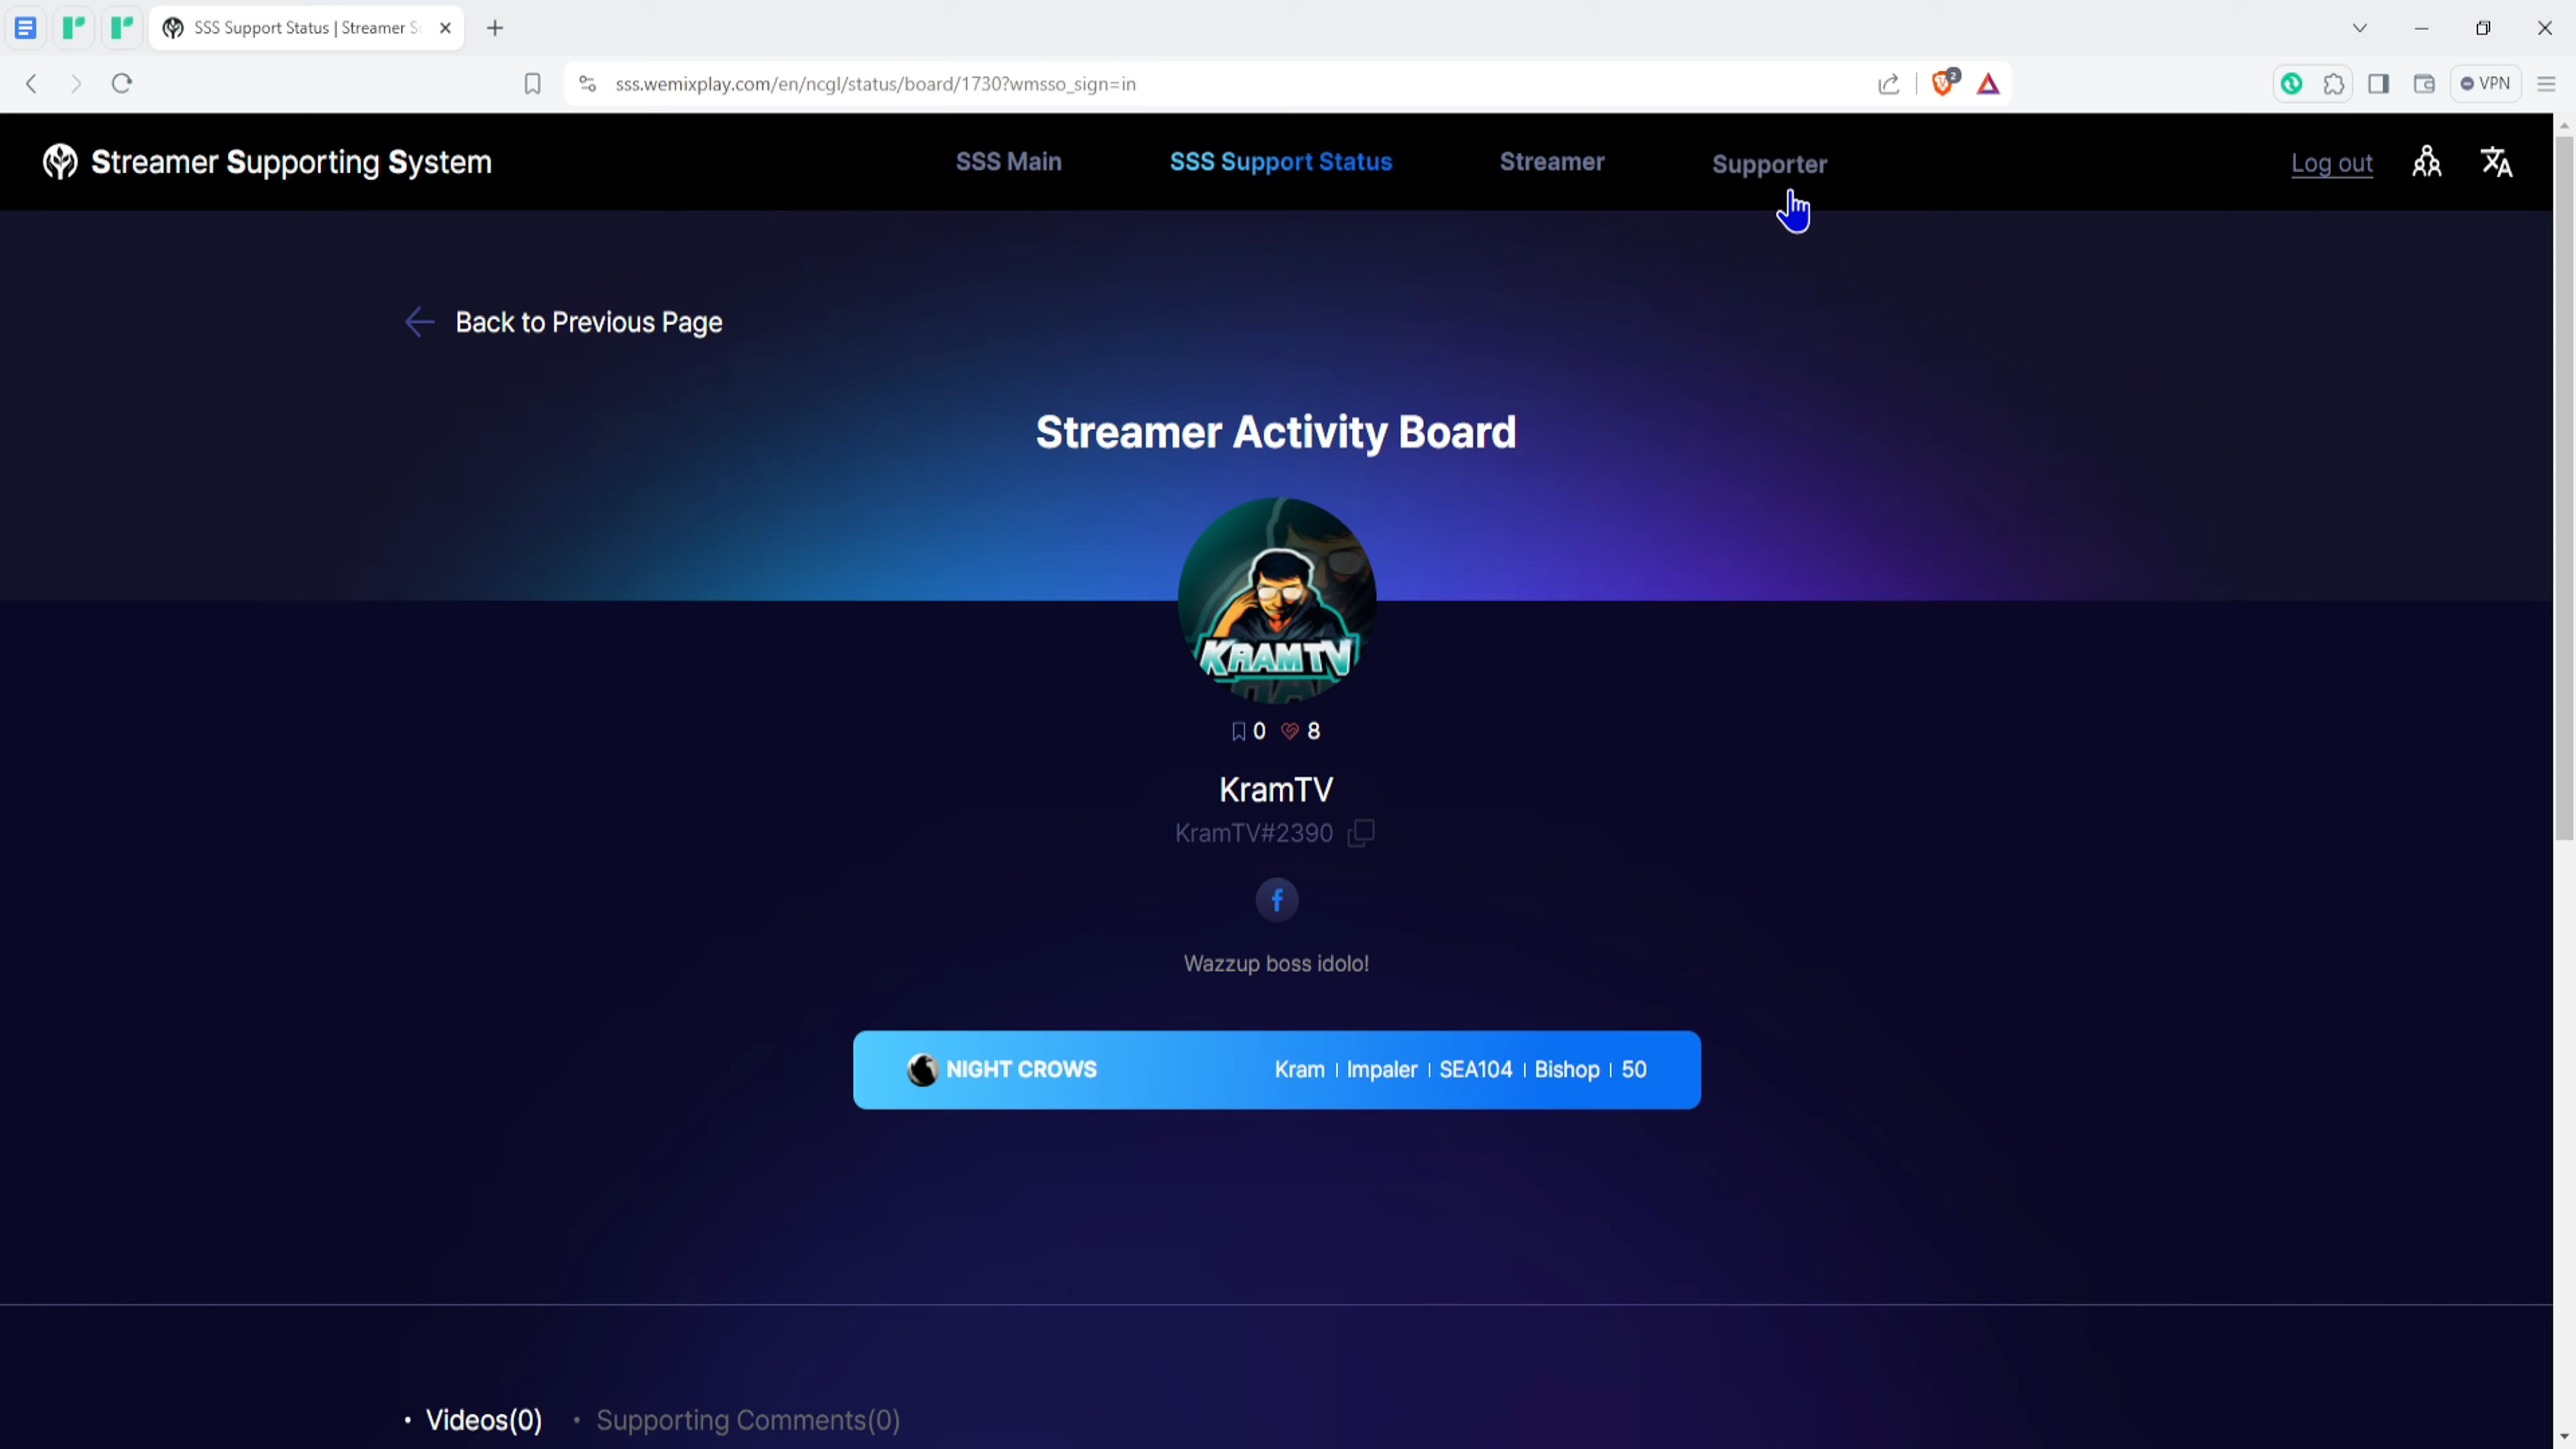 SSS Support Status | Streamer S
sss.wemixplay.com/en/ncgl/status/board/1730?wmsso_sign=in
2
VPN
Streamer Supporting System
SSS Main
SSS Support Status
Streamer
Supporter
Log out
Back to Previous Page
Streamer Activity Board
KRAMTV
0 8
KramTV
KramTV#2390
Wazzup boss idolo!
NIGHT CROWS
Kram | Impaler | SEA104 | Bishop | 50
• Videos(0) • Supporting Comments(0)